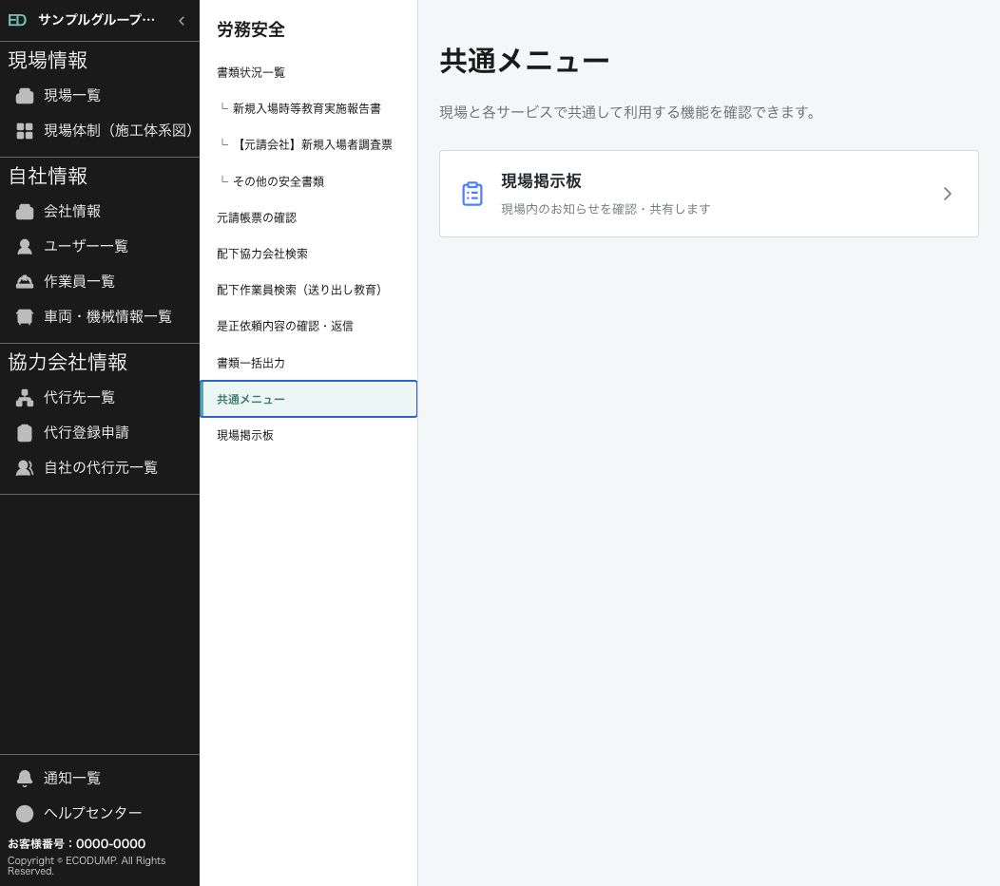 ED サンプルグループ…
現場情報
現場一覧
現場体制（施工体系図）
自社情報
会社情報
ユーザー一覧
作業員一覧
車両・機械情報一覧
協力会社情報
代行先一覧
代行登録申請
自社の代行元一覧
通知一覧
ヘルプセンター
お客様番号：0000-0000
Copyright © ECODUMP. All Rights
Reserved.
労務安全
書類状況一覧
└ 新規入場時等教育実施報告書
└ 【元請会社】新規入場者調査票
└ その他の安全書類
元請帳票の確認
配下協力会社検索
配下作業員検索（送り出し教育）
是正依頼内容の確認・返信
書類一括出力
共通メニュー
現場掲示板
共通メニュー
現場と各サービスで共通して利用する機能を確認できます。
現場掲示板
現場内のお知らせを確認・共有します